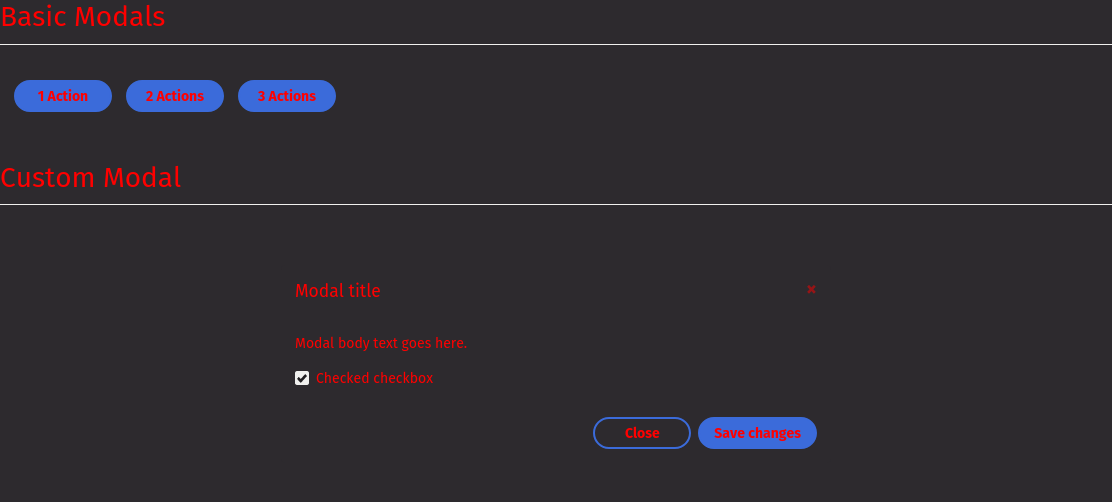 Basic Modals
1 Action 2 Actions 3 Actions
Custom Modal
Modal title
Modal body text goes here.
Checked checkbox
Close Save changes